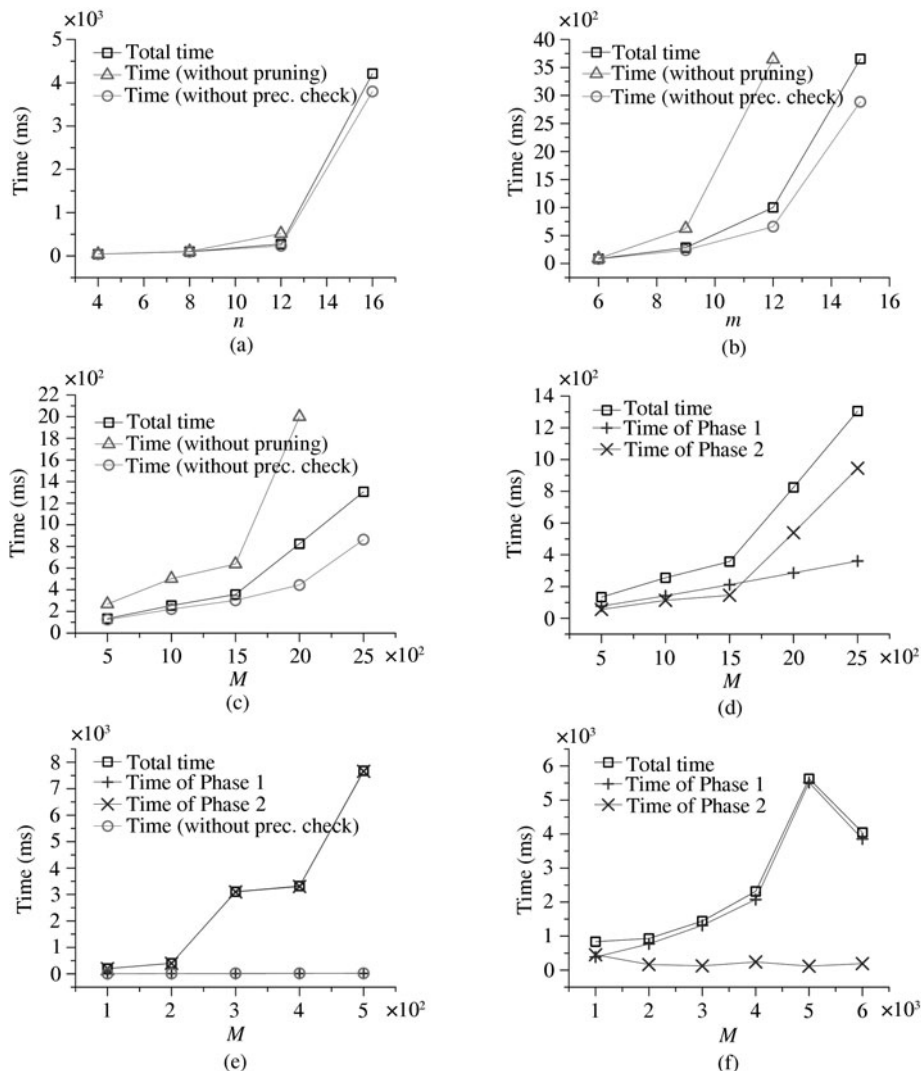 ×10³
5
4
3
2
1
0
Time (ms)
Total time
Time (without pruning)
Time (without prec. check)
4 6 8 10 12 14 16
n
(a)
×10²
40
35
30
25
20
15
10
5
0
Time (ms)
Total time
Time (without pruning)
Time (without prec. check)
6 8 10 12 14 16
m
(b)
×10²
22
20
18
16
14
12
10
8
6
4
2
0
Time (ms)
Total time
Time (without pruning)
Time (without prec. check)
5 10 15 20 25 ×10²
M
(c)
×10²
14
12
10
8
6
4
2
0
Time (ms)
Total time
Time of Phase 1
Time of Phase 2
5 10 15 20 25 ×10²
M
(d)
×10³
8
7
6
5
4
3
2
1
0
Time (ms)
Total time
Time of Phase 1
Time of Phase 2
Time (without prec. check)
1 2 3 4 5 ×10²
M
(e)
×10³
6
5
4
3
2
1
0
Time (ms)
Total time
Time of Phase 1
Time of Phase 2
1 2 3 4 5 6 ×10³
M
(f)